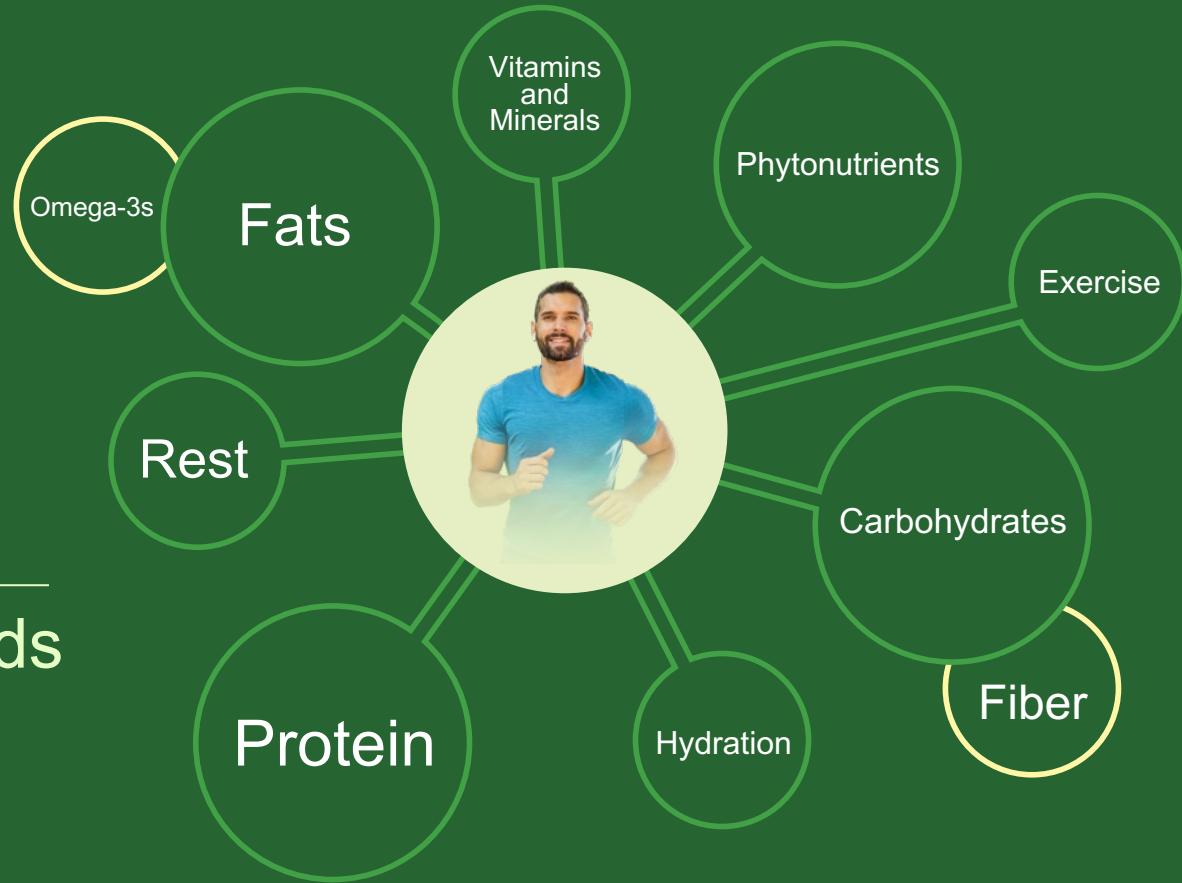 Vitamins
and
Minerals
Phytonutrients
Omega-3s
Fats
Exercise
Rest
Carbohydrates
ds
Fiber
Protein
Hydration